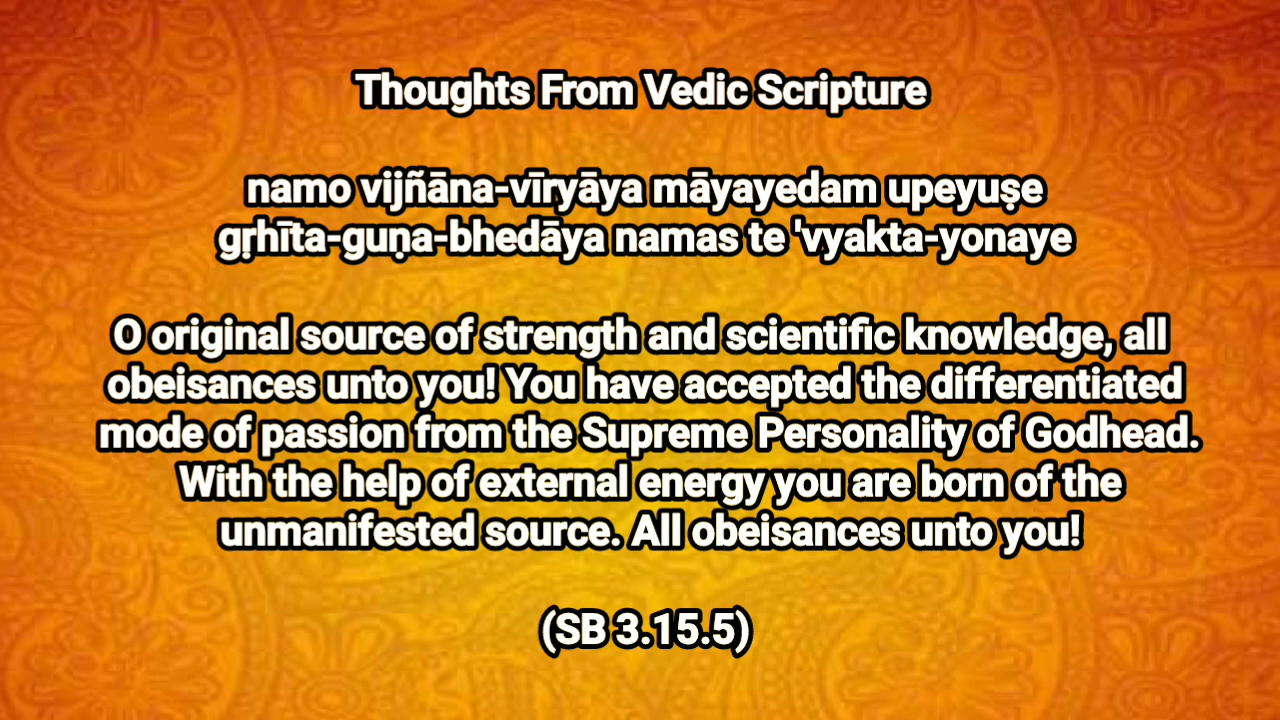 Thoughts From Vedic Scripture
namo vijñāna-vīryāya māyayedam upeyuṣe
gṛhīta-guṇa-bhedāya namas te 'vyakta-yonaye
O original source of strength and scientific knowledge, all
obeisances unto you! You have accepted the differentiated
mode of passion from the Supreme Personality of Godhead.
With the help of external energy you are born of the
unmanifested source. All obeisances unto you!
(SB 3.15.5)